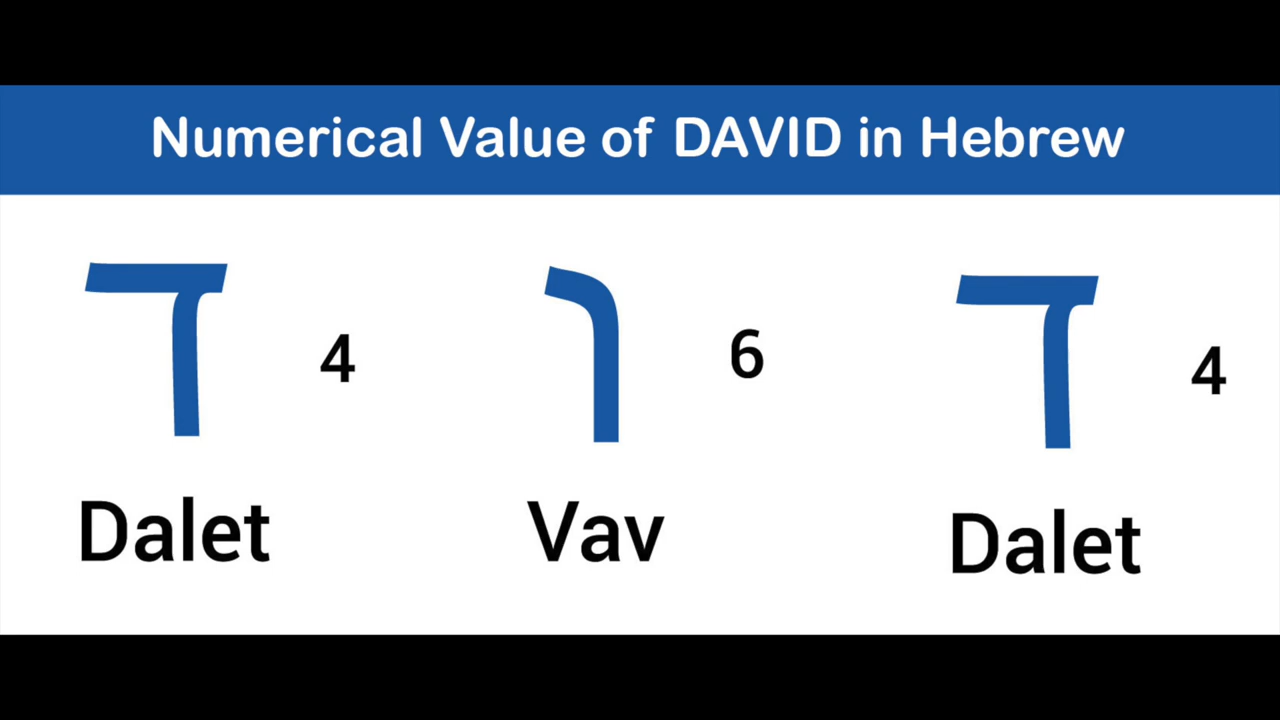 Numerical Value of DAVID in Hebrew
ד 4 ו 6 ד 4
Dalet Vav Dalet